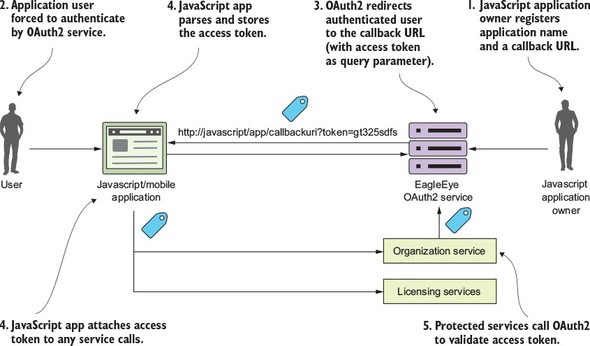 2. Application user
forced to authenticate
by OAuth2 service.
4. JavaScript app
parses and stores
the access token.
3. OAuth2 redirects
authenticated user
to the callback URL
(with access token
as query parameter).
1. JavaScript application
owner registers
application name
and a callback URL.
http://javascript/app/callbackuri?token=gt325sdfs
User
Javascript/mobile
application
EagleEye
OAuth2 service
Javascript
application
owner
Organization service
Licensing services
4. JavaScript app attaches access
token to any service calls.
5. Protected services call OAuth2
to validate access token.